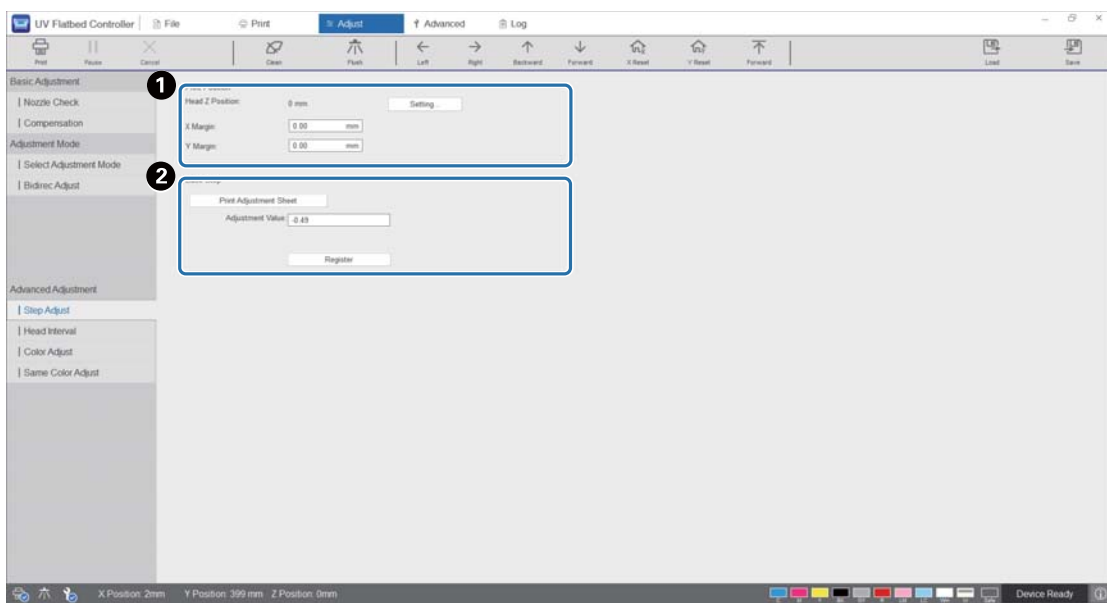 UV Flatbed Controller File Print Adjust Advanced Log
Print Pause Cancel Clean Flush Left Right Backward Forward X Reset Y Reset Forward Load Save
Basic Adjustment
Nozzle Check
Compensation
Adjustment Mode
Select Adjustment Mode
Bidirec Adjust
Advanced Adjustment
Step Adjust
Head Interval
Color Adjust
Same Color Adjust
1
Head Z Position: 0 mm Setting...
X Margin: 0.00 mm
Y Margin: 0.00 mm
2
Print Adjustment Sheet
Adjustment Value: -0.49
Register
X Position: 2mm Y Position: 399 mm Z Position: 0mm
Device Ready